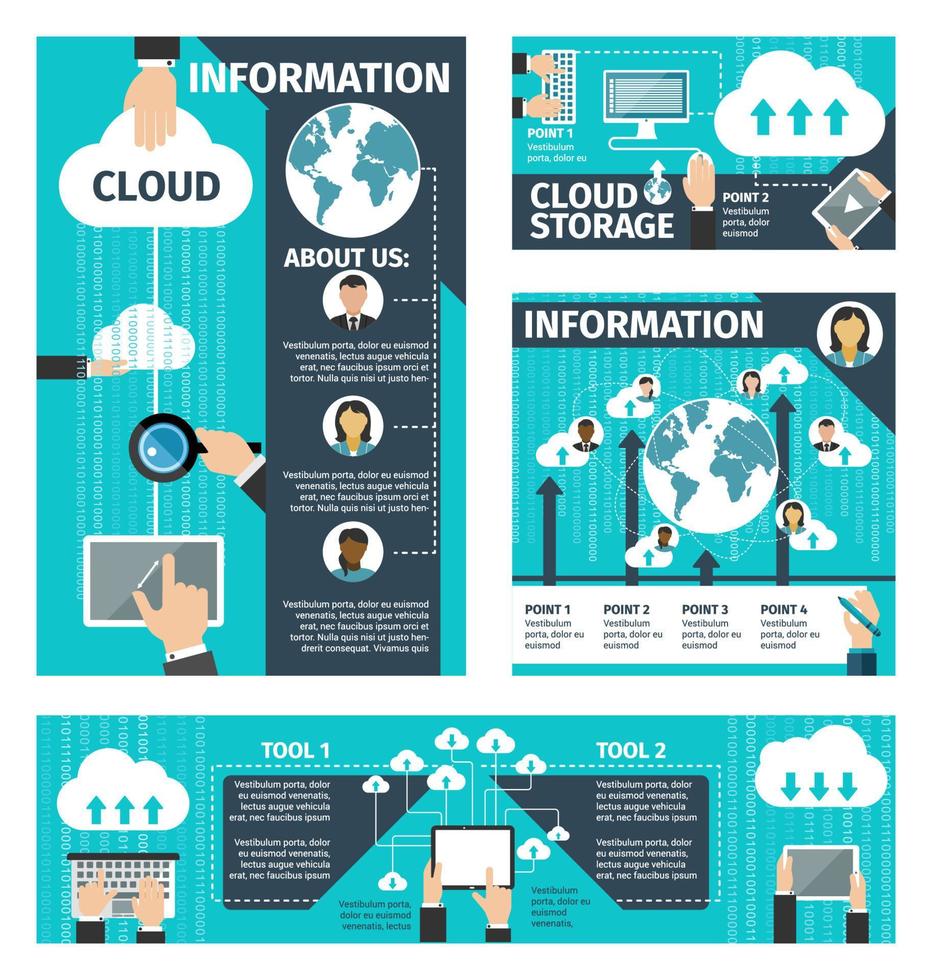 INFORMATION
CLOUD
ABOUT US:
Vestibulum porta, dolor eu euismod
venenatis, lectus augue vehicula
erat, nec faucibus orci et
tortor. Nulla quis nisi ut justo hen-
Vestibulum porta, dolor eu euismod
venenatis, lectus augue vehicula
erat, nec faucibus ipsum orci et
tortor. Nulla quis nisi ut justo hen-
Vestibulum porta, dolor eu euismod
venenatis, lectus augue vehicula
erat, nec faucibus ipsum orci et
tortor. Nulla quis nisi ut justo hen-
drerit consequat. Vivamus quis
POINT 1
Vestibulum
porta, dolor eu
CLOUD
STORAGE
POINT 2
Vestibulum
porta, dolor eu
euismod
INFORMATION
POINT 1
Vestibulum
porta, dolor eu
euismod
POINT 2
Vestibulum
porta, dolor eu
euismod
POINT 3
Vestibulum
porta, dolor eu
euismod
POINT 4
Vestibulum
porta, dolor eu
euismod
TOOL 1
Vestibulum porta, dolor
eu euismod venenatis,
lectus augue vehicula
erat, nec faucibus ipsum
Vestibulum porta, dolor
eu euismod venenatis,
lectus augue vehicula
erat, nec faucibus ipsum
Vestibulum porta,
dolor eu euismod
venenatis, lectus
Vestibulum
porta, dolor eu
euismod
venenatis,
TOOL 2
Vestibulum porta, dolor
eu euismod venenatis,
lectus augue vehicula
erat, nec faucibus ipsum
Vestibulum porta, dolor
eu euismod venenatis,
lectus augue vehicula
erat, nec faucibus ipsum